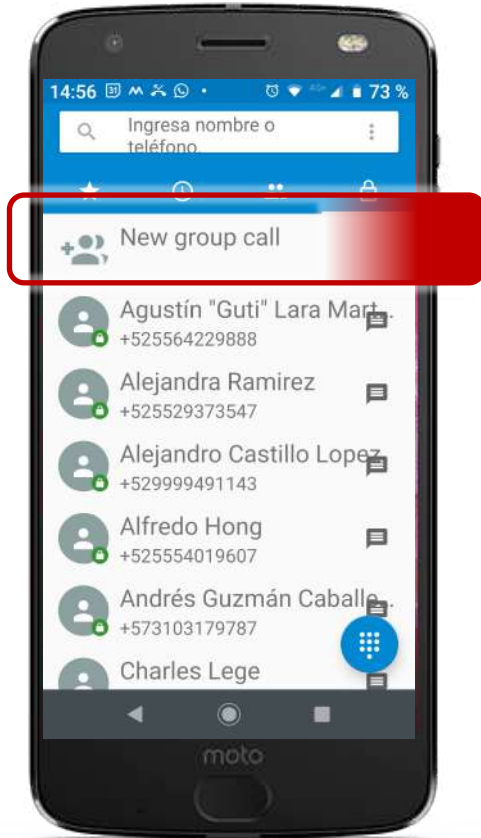 14:56 73 %
Ingresa nombre o
teléfono.
New group call
Agustín "Guti" Lara Mart..
+525564229888
Alejandra Ramirez
+525529373547
Alejandro Castillo Lopez
+529999491143
Alfredo Hong
+525554019607
Andrés Guzmán Caballe..
+573103179787
Charles Lege
moto